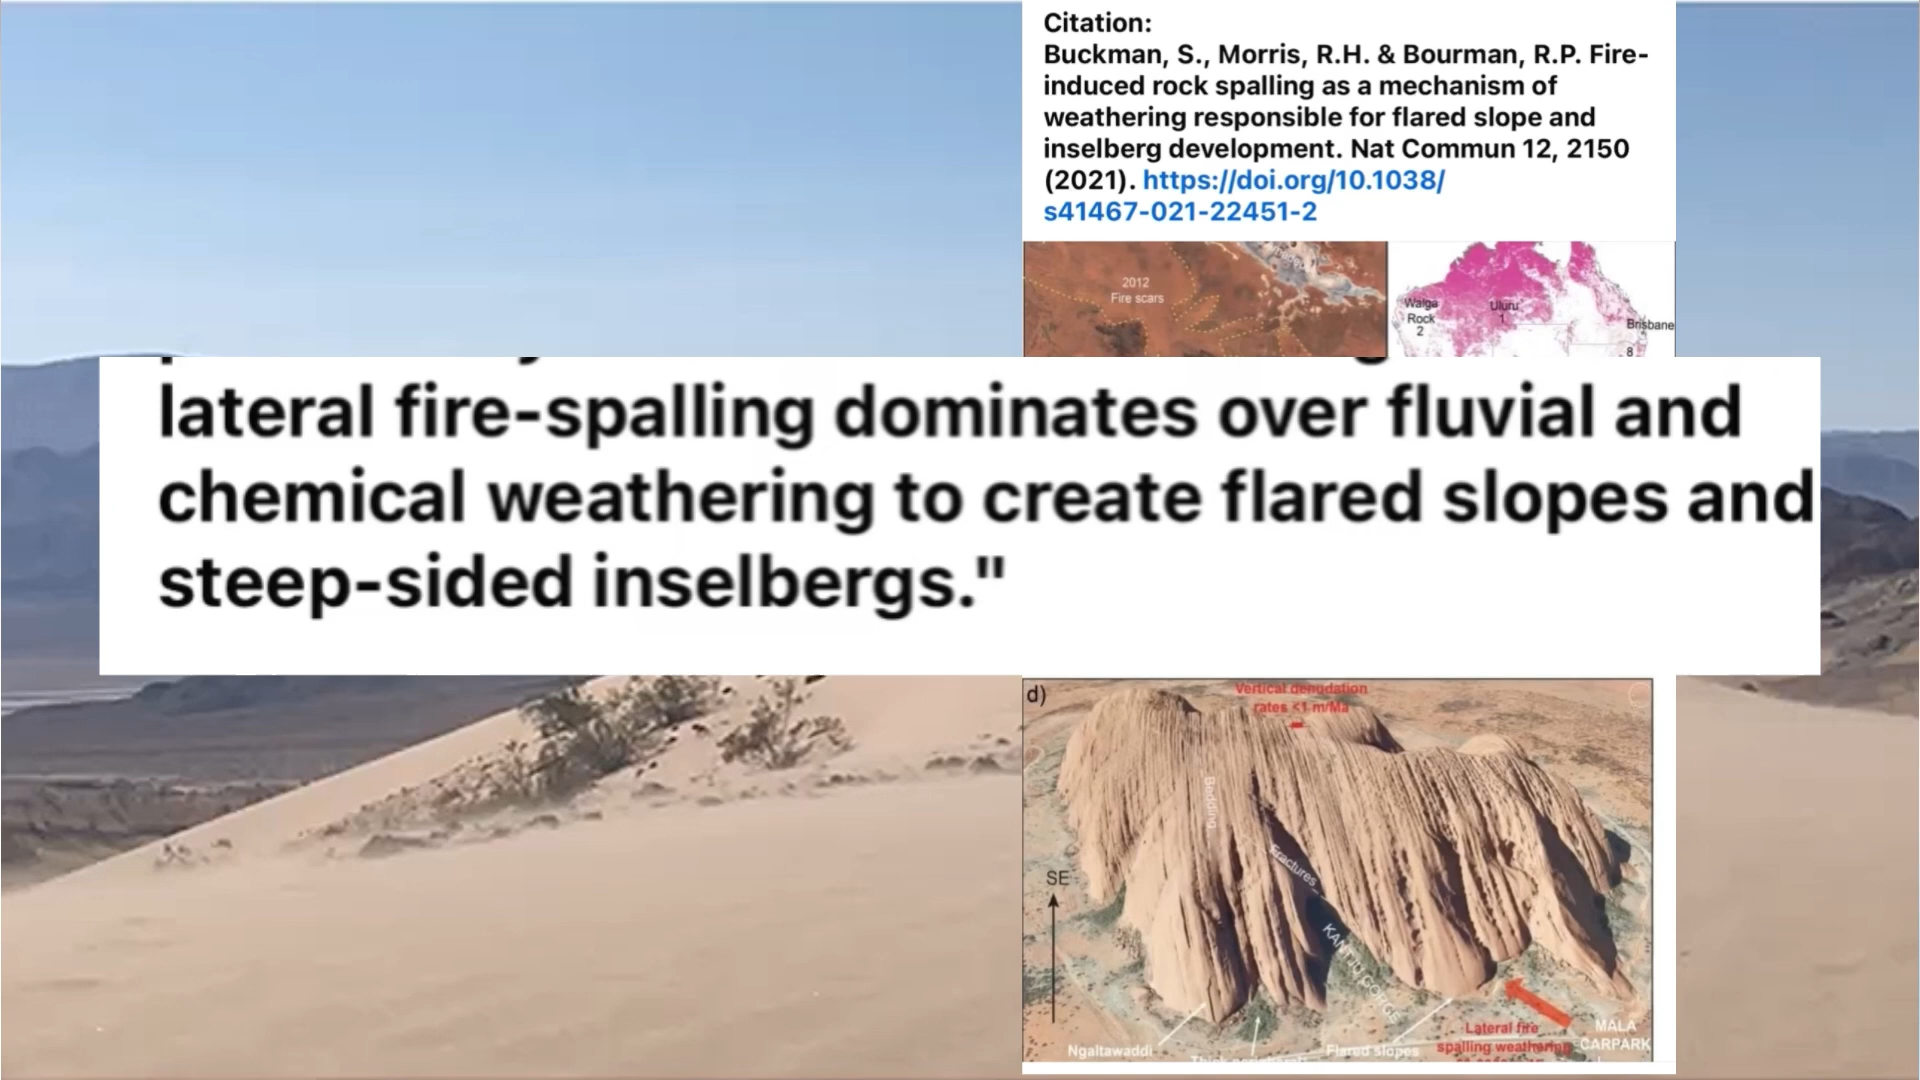 Citation:
Buckman, S., Morris, R.H. & Bourman, R.P. Fire-
induced rock spalling as a mechanism of
weathering responsible for flared slope and
inselberg development. Nat Commun 12, 2150
(2021). https://doi.org/10.1038/
s41467-021-22451-2
2012
Fire scars
Walga
Rock
2
Uluru
1
Brisbane
8
lateral fire-spalling dominates over fluvial and
chemical weathering to create flared slopes and
steep-sided inselbergs."
d)
Vertical denudation
rates <1 m/Ma
Bedding
Fractures
SE
GORGE
MALA
CARPARK
Lateral fire
spalling weathering
Ngaltawaddi
Flared slopes